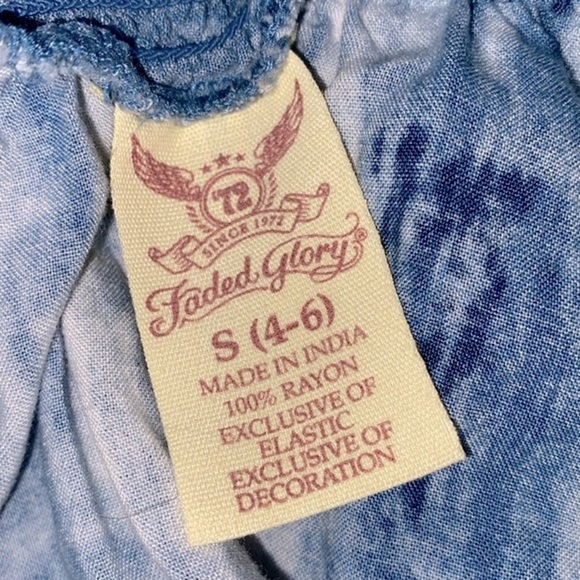 72
SINCE 1972
Faded Glory®
S (4-6)
MADE IN INDIA
100% RAYON
EXCLUSIVE OF
ELASTIC
EXCLUSIVE OF
DECORATION